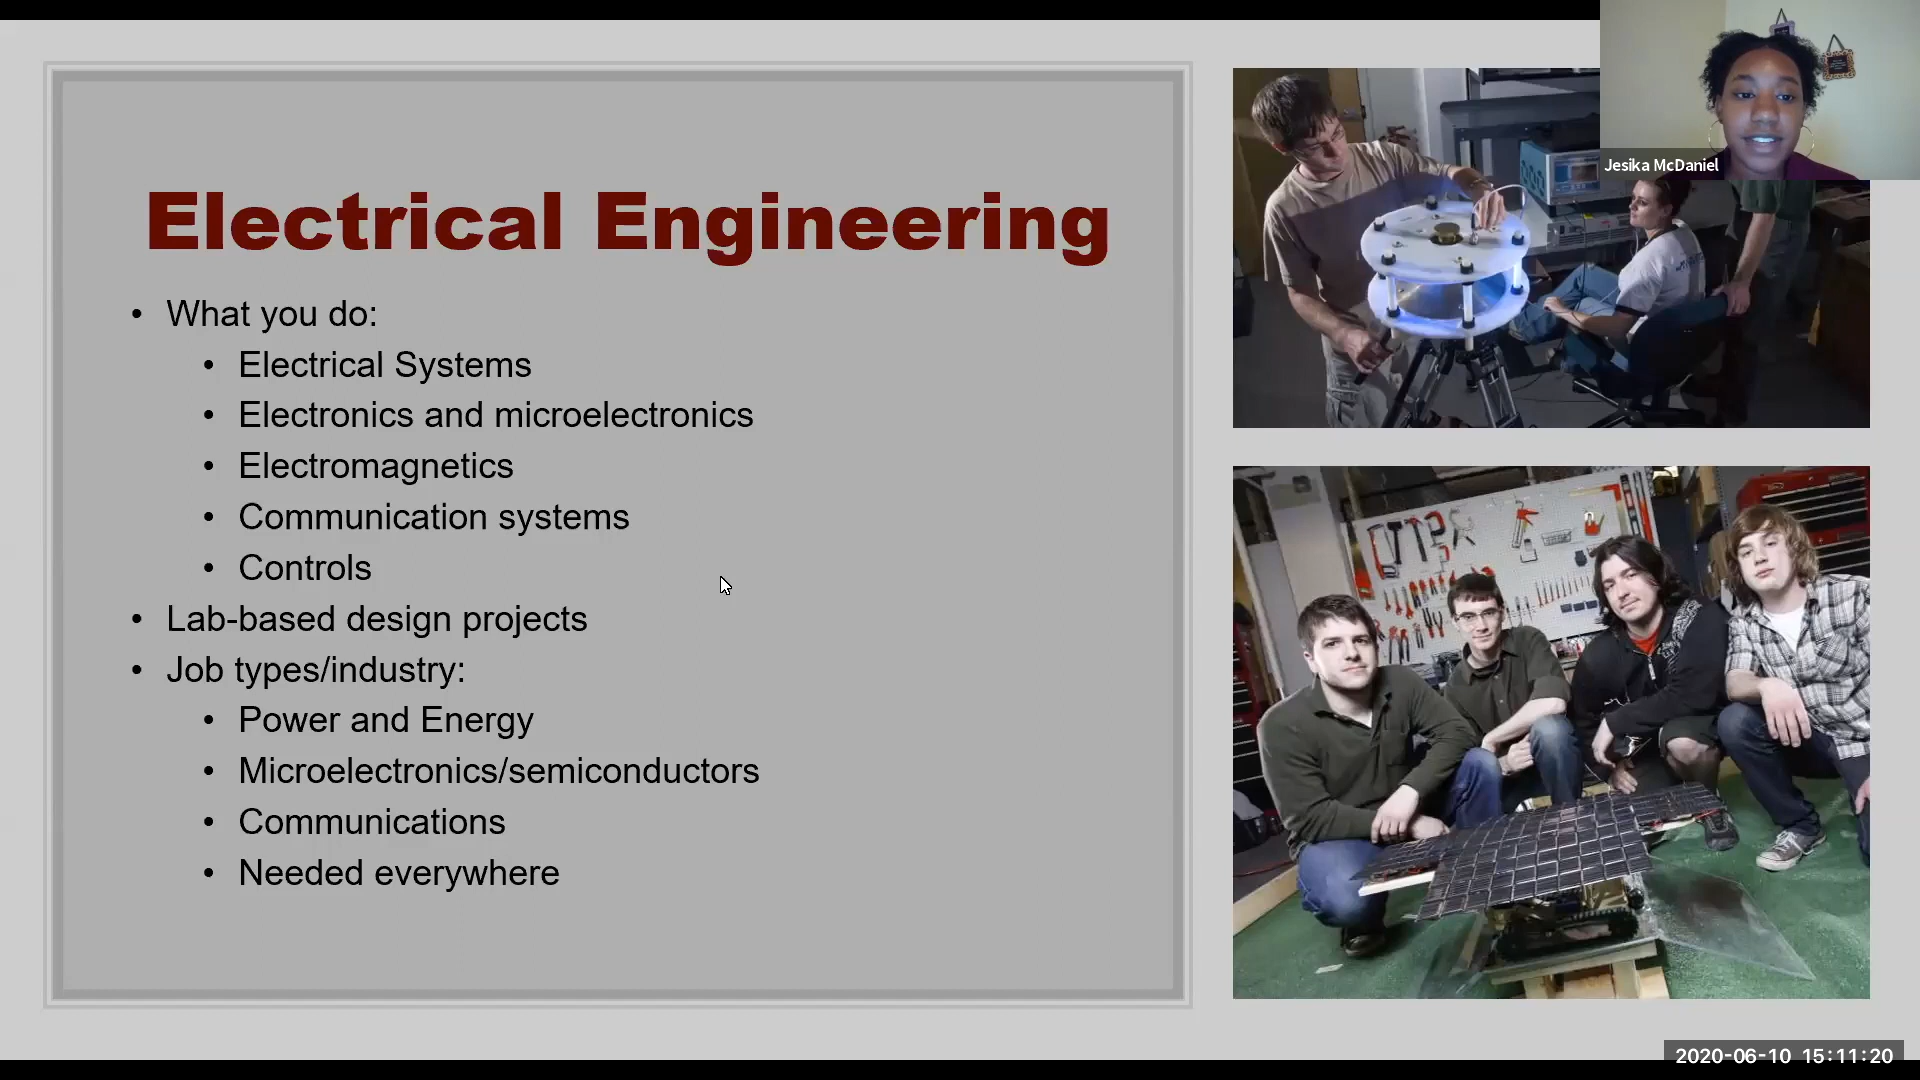 Jesika McDaniel
Electrical Engineering
• What you do:
• Electrical Systems
• Electronics and microelectronics
• Electromagnetics
• Communication systems
• Controls
• Lab-based design projects
• Job types/industry:
• Power and Energy
• Microelectronics/semiconductors
• Communications
• Needed everywhere
2020-06-10 15:11:20